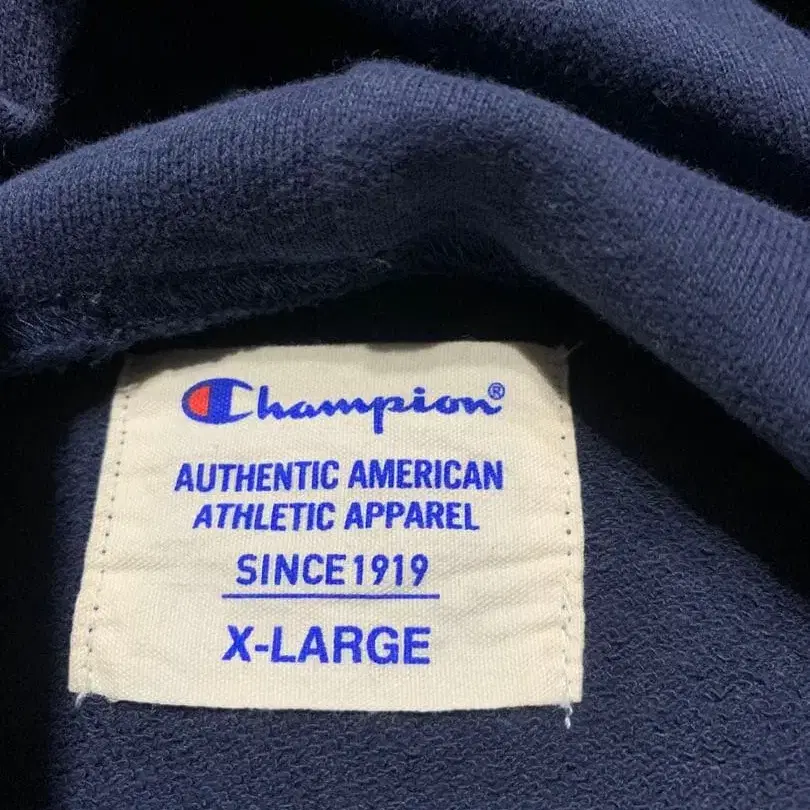 Champion®
AUTHENTIC AMERICAN
ATHLETIC APPAREL
SINCE 1919
X-LARGE